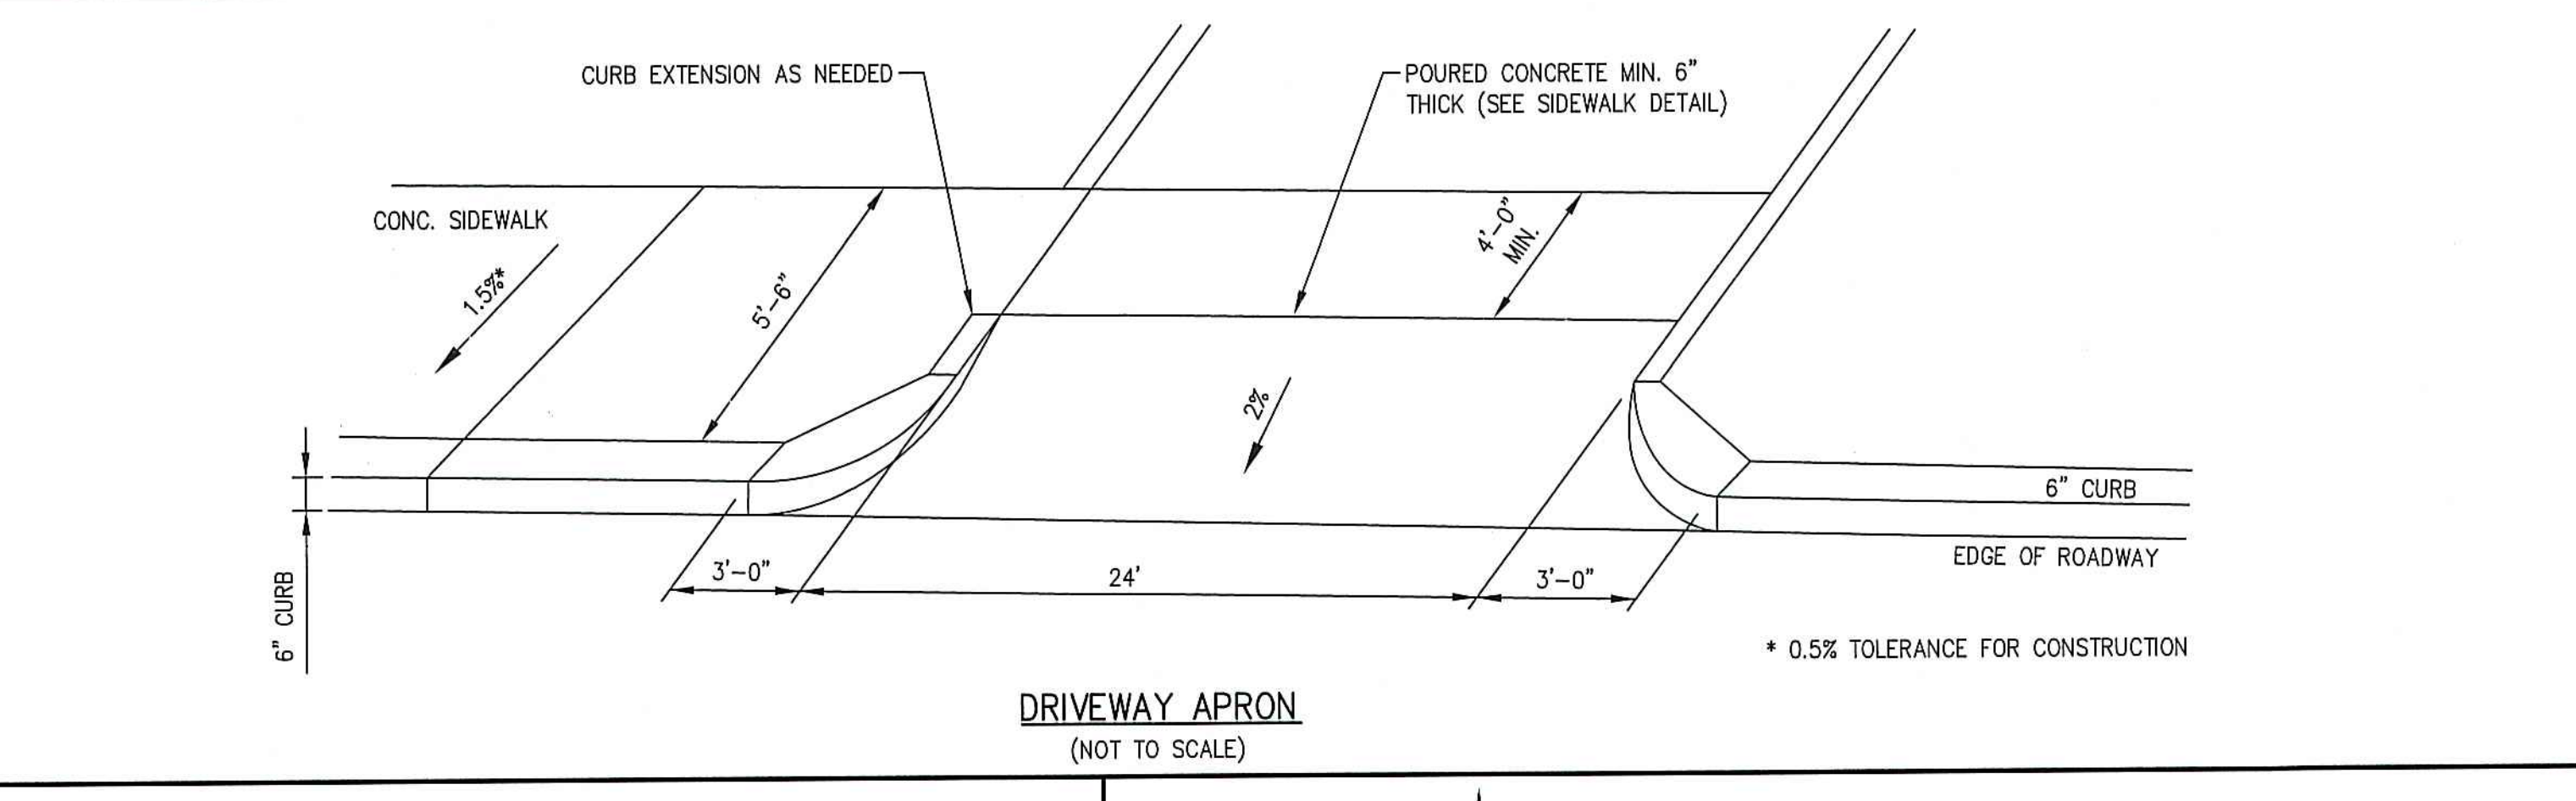 CURB EXTENSION AS NEEDED
POURED CONCRETE MIN. 6"
THICK (SEE SIDEWALK DETAIL)
CONC. SIDEWALK
1.5%*
5'-6"
4'-0"
MIN.
2%
6" CURB
6" CURB
EDGE OF ROADWAY
3'-0"
24'
3'-0"
* 0.5% TOLERANCE FOR CONSTRUCTION
DRIVEWAY APRON
(NOT TO SCALE)